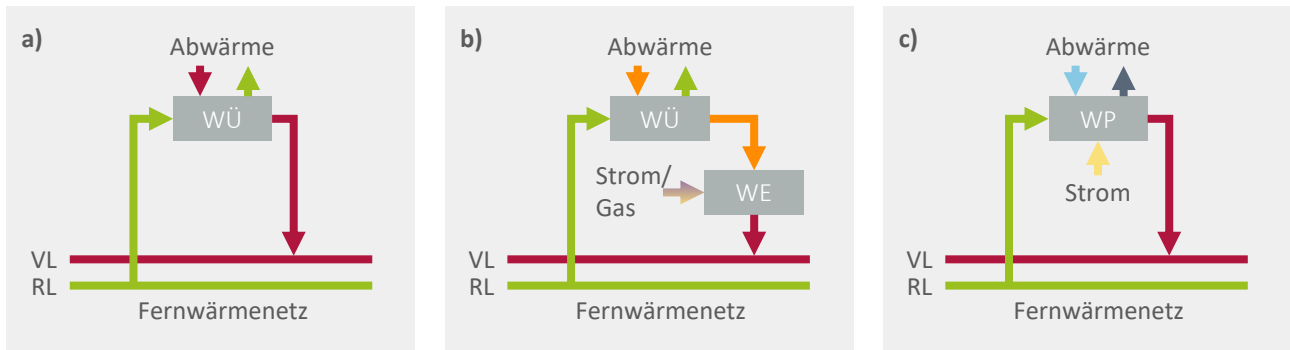 a)
Abwärme
WÜ
VL
RL
Fernwärmenetz
b)
Abwärme
WÜ
Strom/
Gas
WE
VL
RL
Fernwärmenetz
c)
Abwärme
WP
Strom
VL
RL
Fernwärmenetz